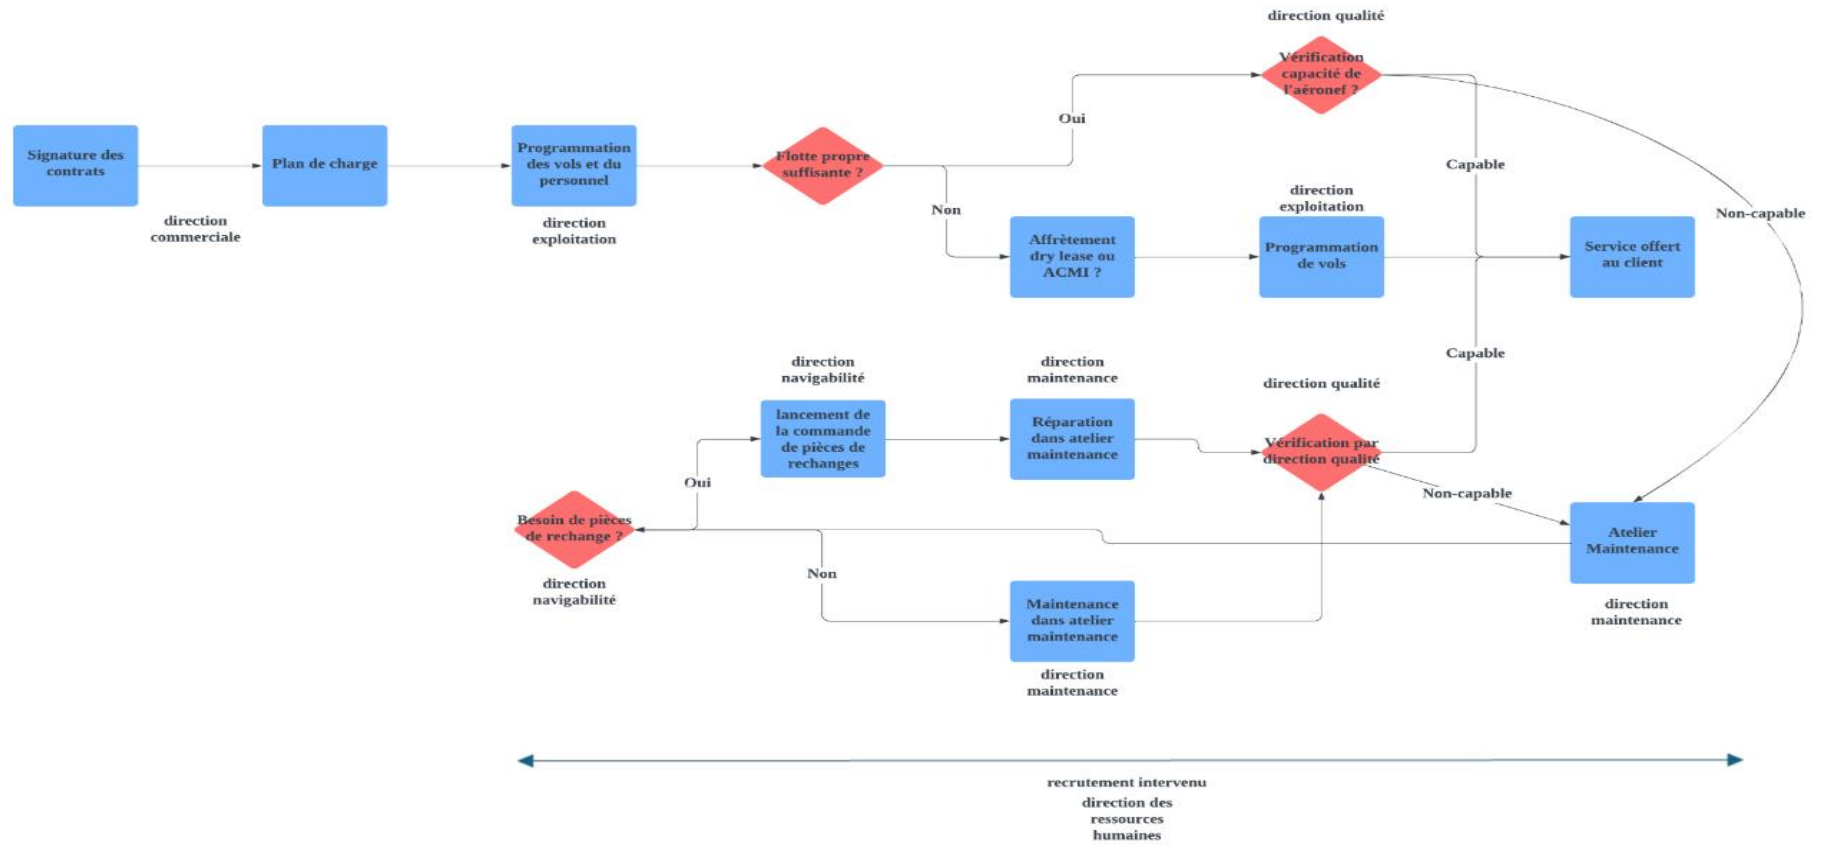 direction qualité
Vérification
capacité de
l'aéronef ?
Oui
Signature des
contrats
Plan de charge
Programmation
des vols et du
personnel
Flotte propre
suffisante ?
Capable
Non-capable
direction
commerciale
direction
exploitation
Non
direction
exploitation
Affrètement
dry lease ou
ACMI ?
Programmation
de vols
Service offert
au client
Capable
direction
navigabilité
direction
maintenance
direction qualité
lancement de
la commande
de pièces de
rechanges
Réparation
dans atelier
maintenance
Vérification par
direction qualité
Oui
Non-capable
Besoin de pièces
de rechange ?
Atelier
Maintenance
direction
navigabilité
Non
Maintenance
dans atelier
maintenance
direction
maintenance
direction
maintenance
recrutement intervenu
direction des
ressources
humaines